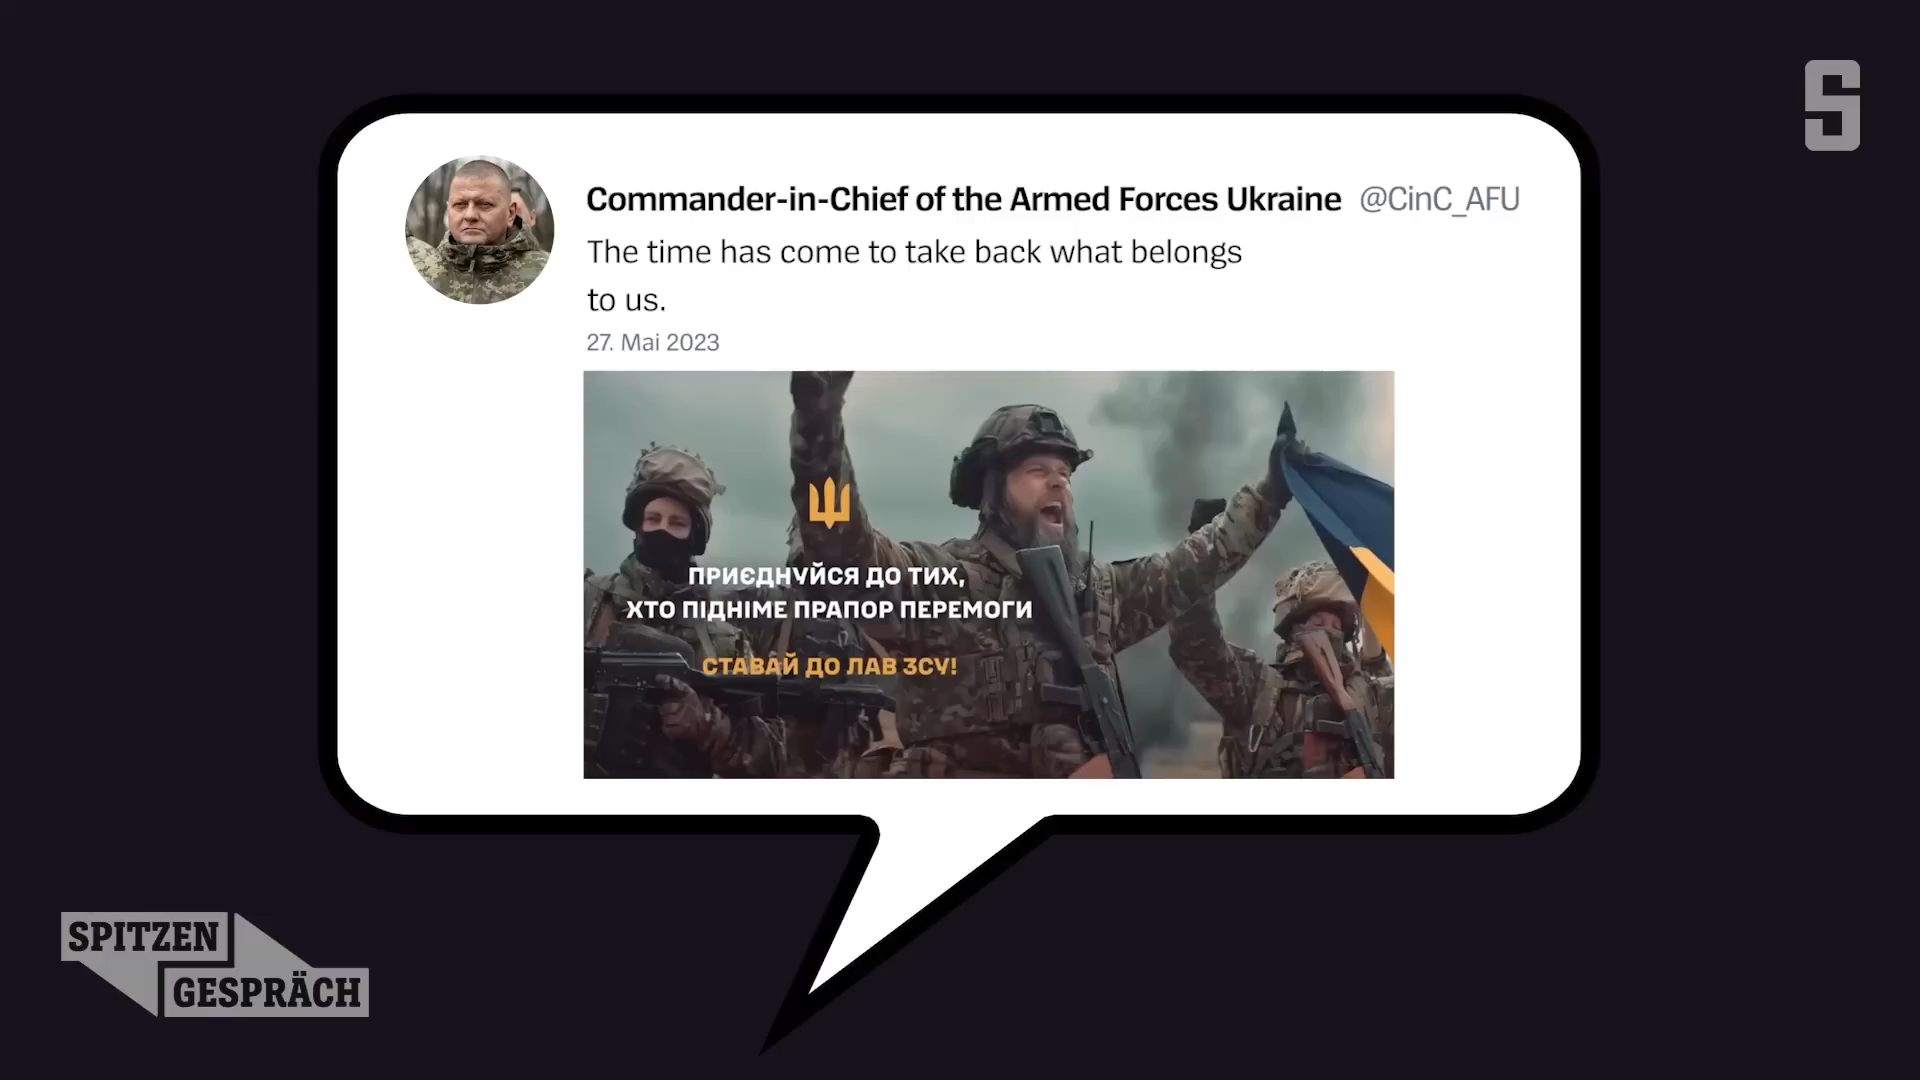 S
Commander-in-Chief of the Armed Forces Ukraine @CinC_AFU
The time has come to take back what belongs
to us.
27. Mai 2023
ПРИЄДНУЙСЯ ДО ТИХ,
ХТО ПІДНІМЕ ПРАПОР ПЕРЕМОГИ
СТАВАЙ ДО ЛАВ ЗСУ!
SPITZEN
GESPRÄCH